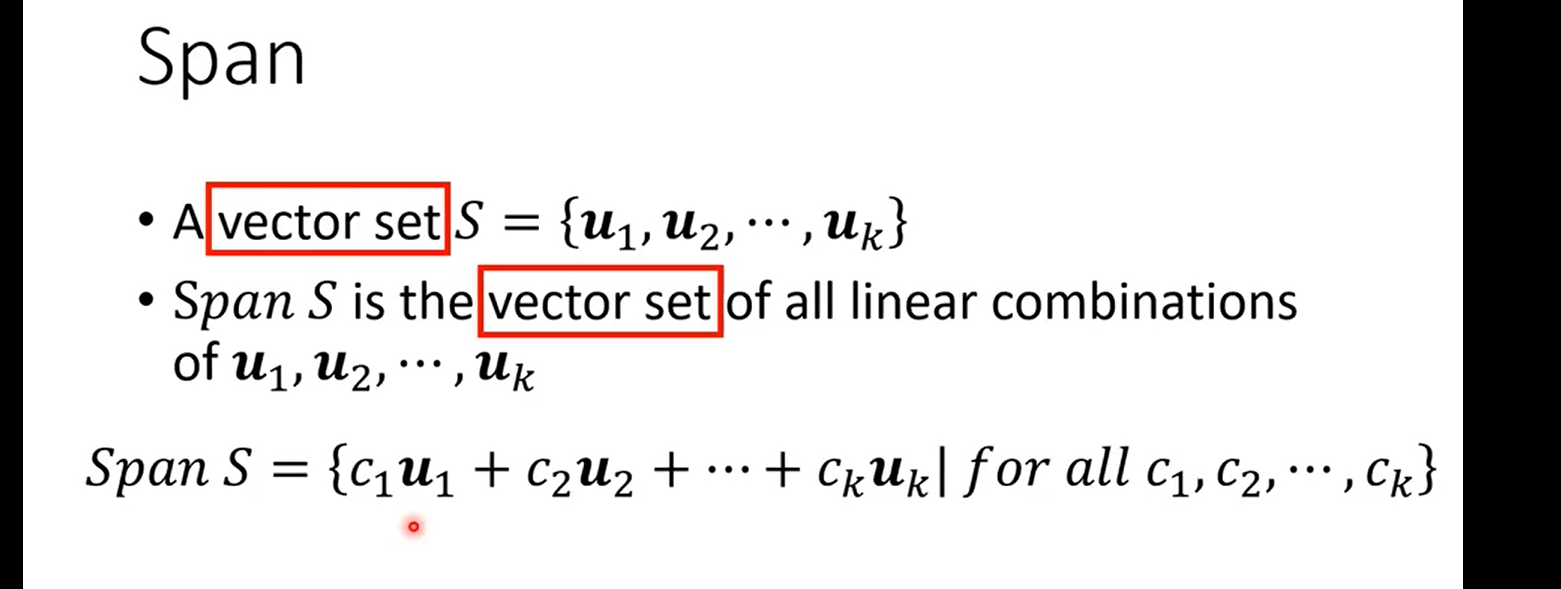 Span
• A vector set S = {u₁, u₂, ⋯, uₖ}
• Span S is the vector set of all linear combinations
of u₁, u₂, ⋯, uₖ
Span S = {c₁u₁ + c₂u₂ + ⋯ + cₖuₖ| for all c₁, c₂, ⋯, cₖ}